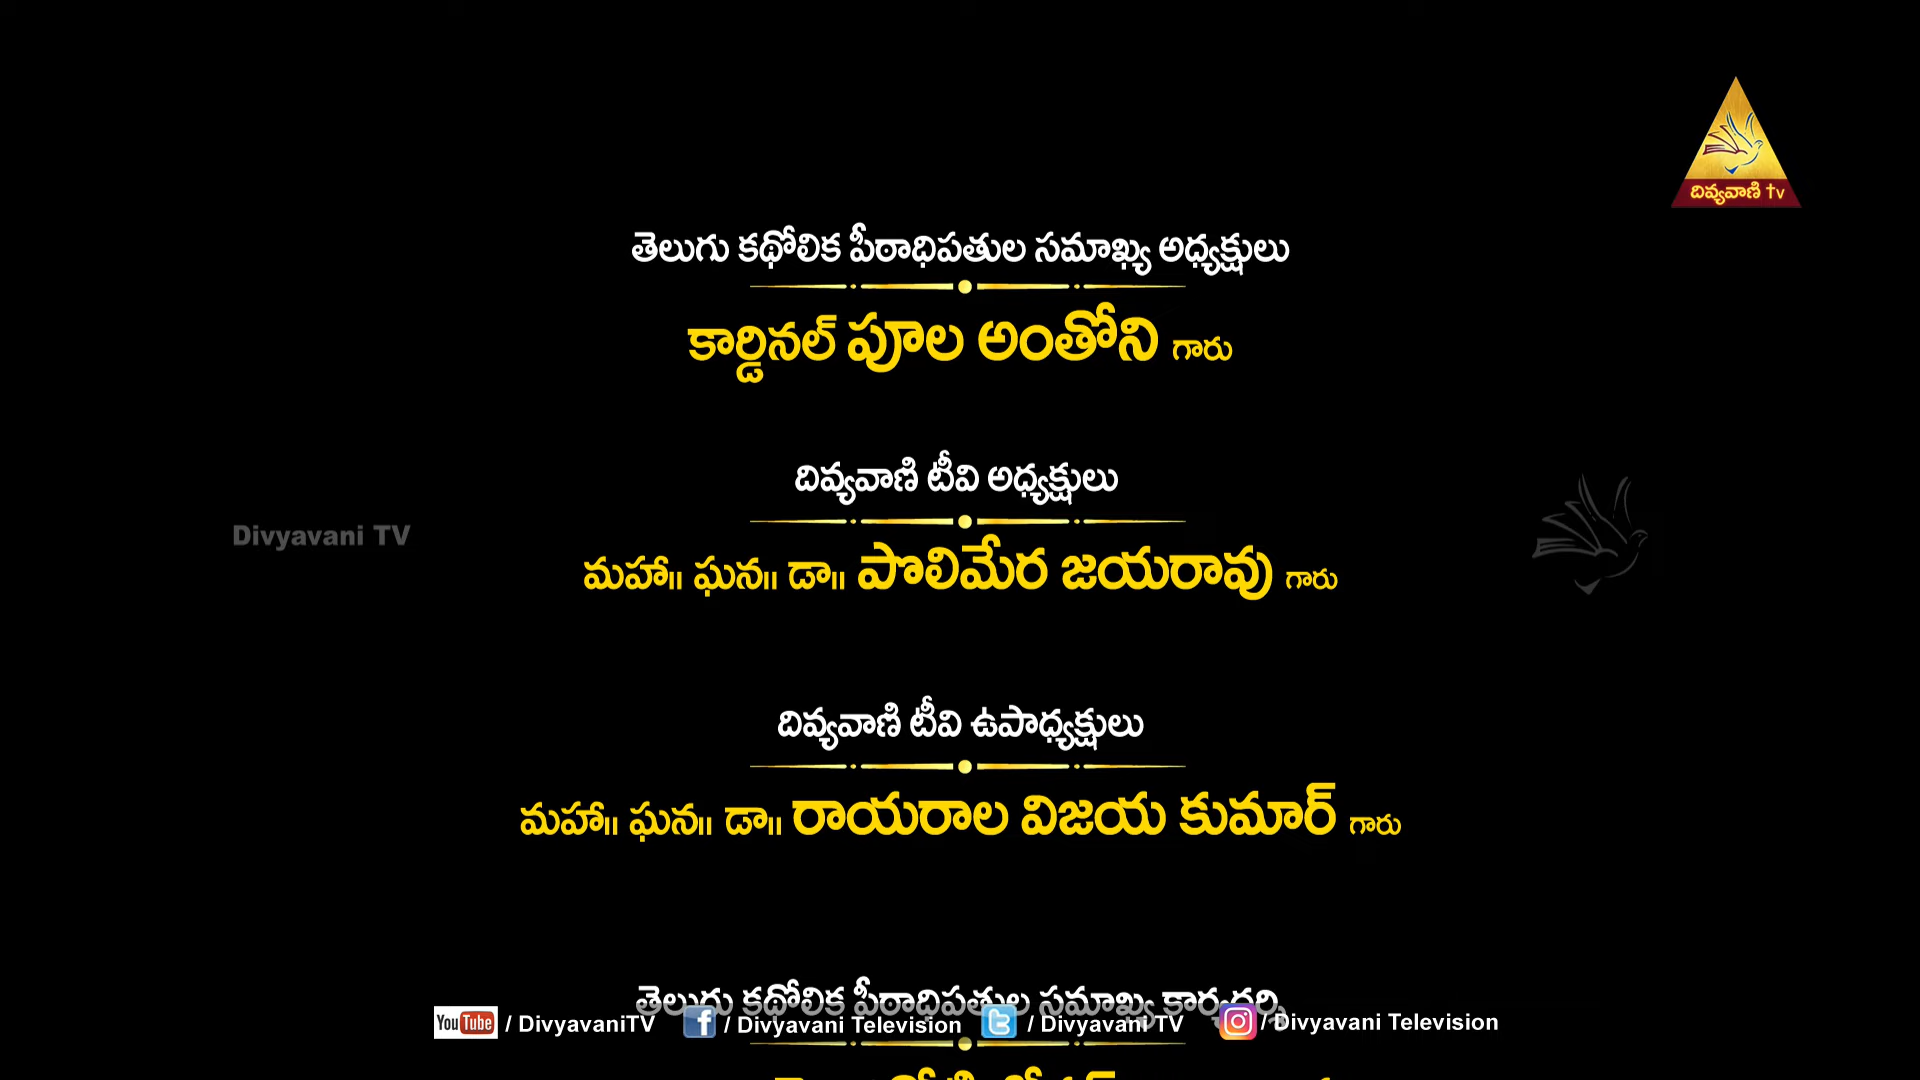 దివ్యవాణి tv
తెలుగు కథోలిక పీఠాధిపతుల సమాఖ్య అధ్యక్షులు
కార్డినల్ పూల అంతోని గారు
దివ్యవాణి టీవి అధ్యక్షులు
Divyavani TV
మహా॥ ఘన॥ డా॥ పొలిమేర జయరావు గారు
దివ్యవాణి టీవి ఉపాధ్యక్షులు
మహా॥ ఘన॥ డా॥ రాయరాల విజయ కుమార్ గారు
తెలుగు కథోలిక పీఠాధిపతుల సమాఖ్య కార్యదర్శి
YouTube / DivyavaniTV / Divyavani Television / Divyavani TV / Divyavani Television